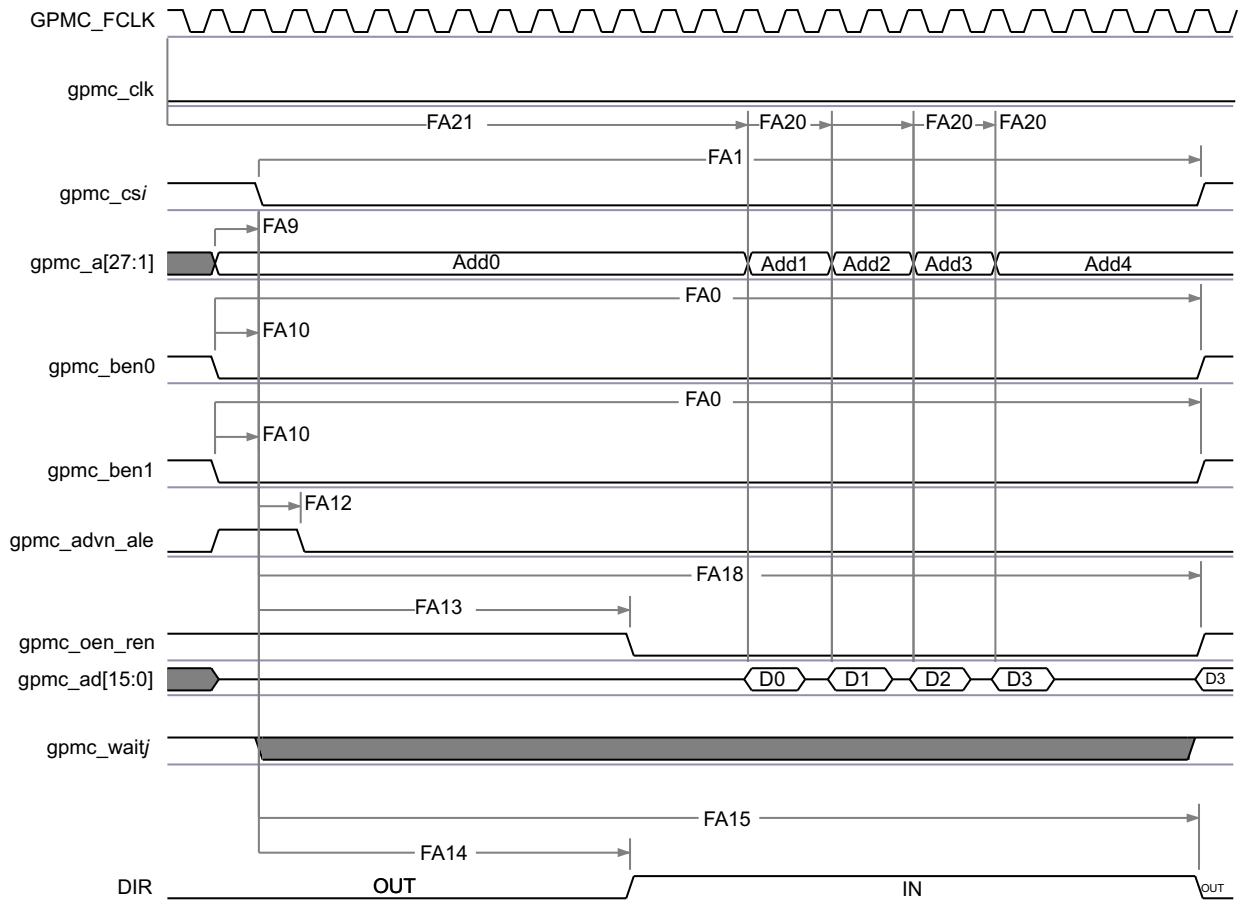 GPMC_FCLK
gpmc_clk
FA21 FA20 FA20 FA20
FA1
gpmc_csi
FA9
gpmc_a[27:1] Add0 Add1 Add2 Add3 Add4
FA0
FA10
gpmc_ben0
FA0
FA10
gpmc_ben1
FA12
gpmc_advn_ale
FA18
FA13
gpmc_oen_ren
gpmc_ad[15:0] D0 D1 D2 D3 D3
gpmc_waitj
FA15
FA14
DIR OUT IN OUT